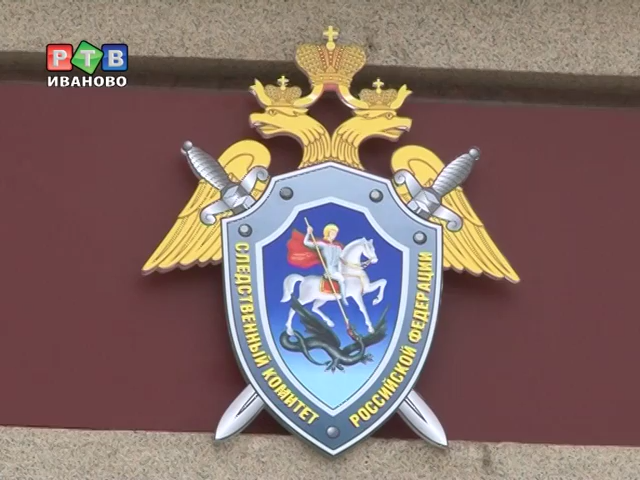 РТВ
ИВАНОВО
СЛЕДСТВЕННЫЙ КОМИТЕТ
РОССИЙСКОЙ ФЕДЕРАЦИИ